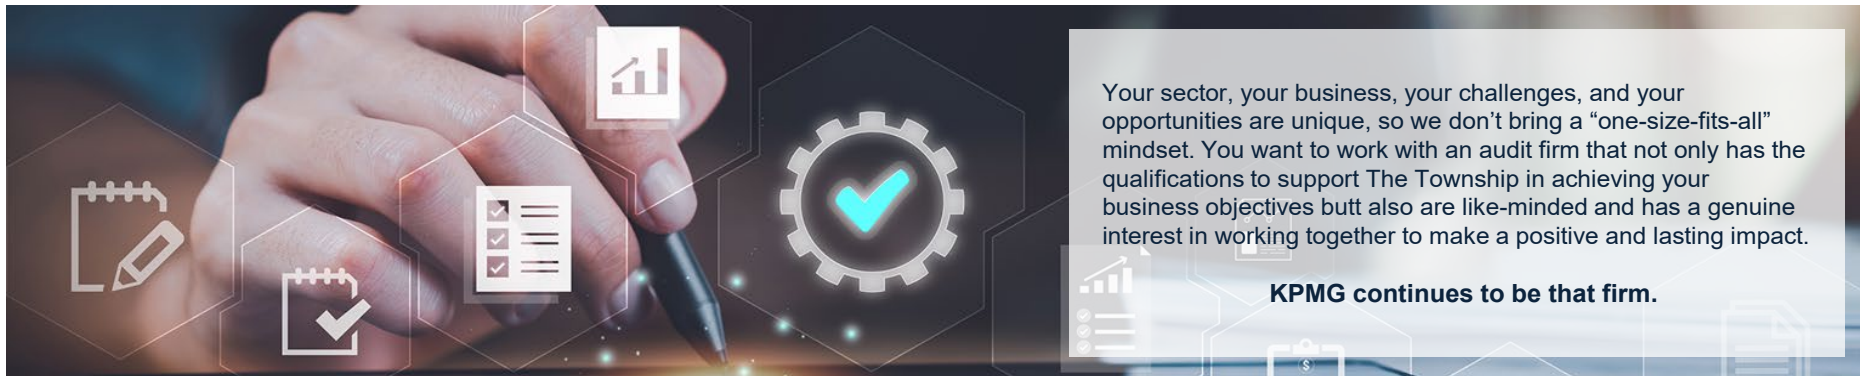 Your sector, your business, your challenges, and your
opportunities are unique, so we don’t bring a “one-size-fits-all”
mindset. You want to work with an audit firm that not only has the
qualifications to support The Township in achieving your
business objectives butt also are like-minded and has a genuine
interest in working together to make a positive and lasting impact.
KPMG continues to be that firm.
$